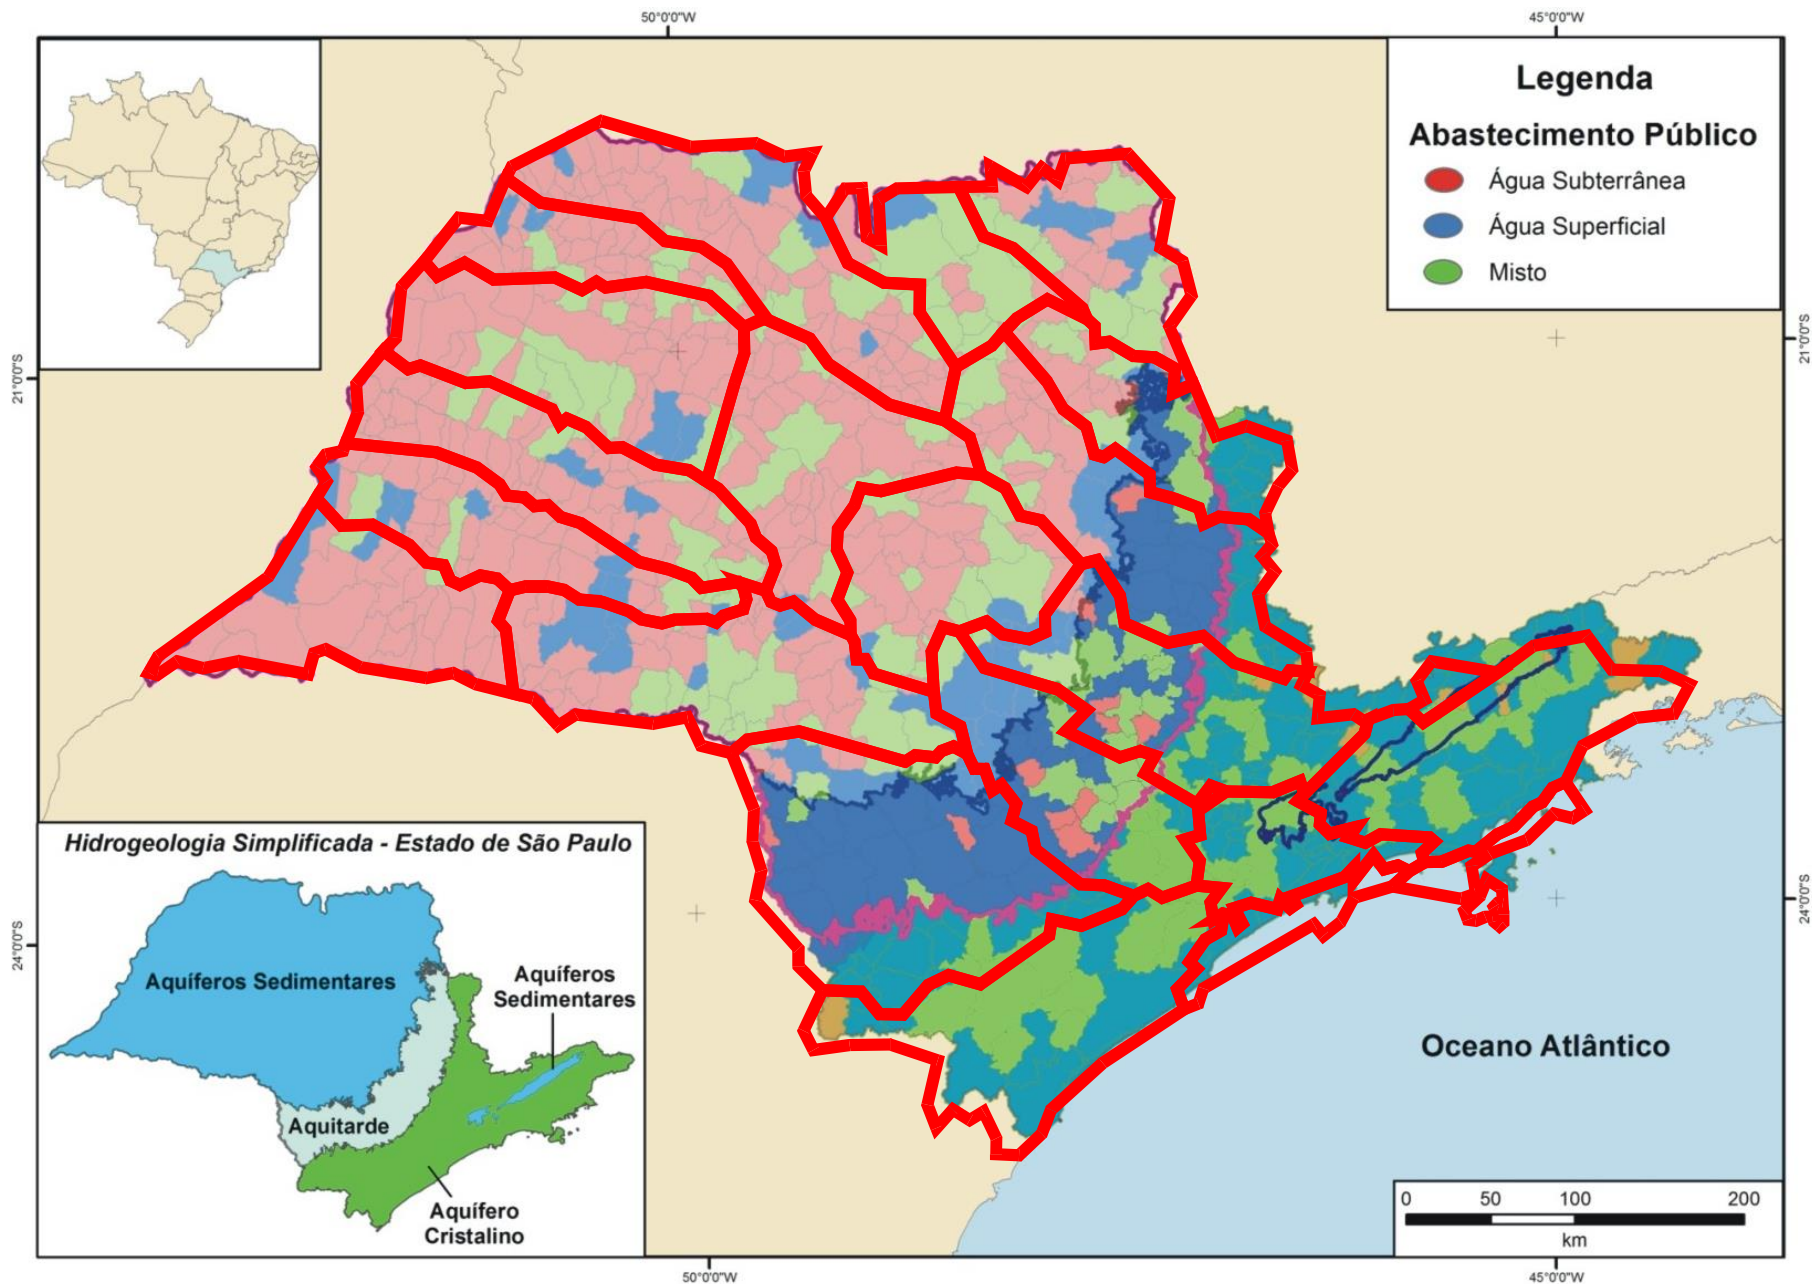 50°0'0"W
45°0'0"W
Legenda
Abastecimento Público
Água Subterrânea
Água Superficial
Misto
21°0'0"S
21°0'0"S
24°0'0"S
24°0'0"S
Hidrogeologia Simplificada - Estado de São Paulo
Aquíferos Sedimentares
Aquíferos
Sedimentares
Aquitarde
Aquífero
Cristalino
Oceano Atlântico
0 50 100 200
km
50°0'0"W
45°0'0"W